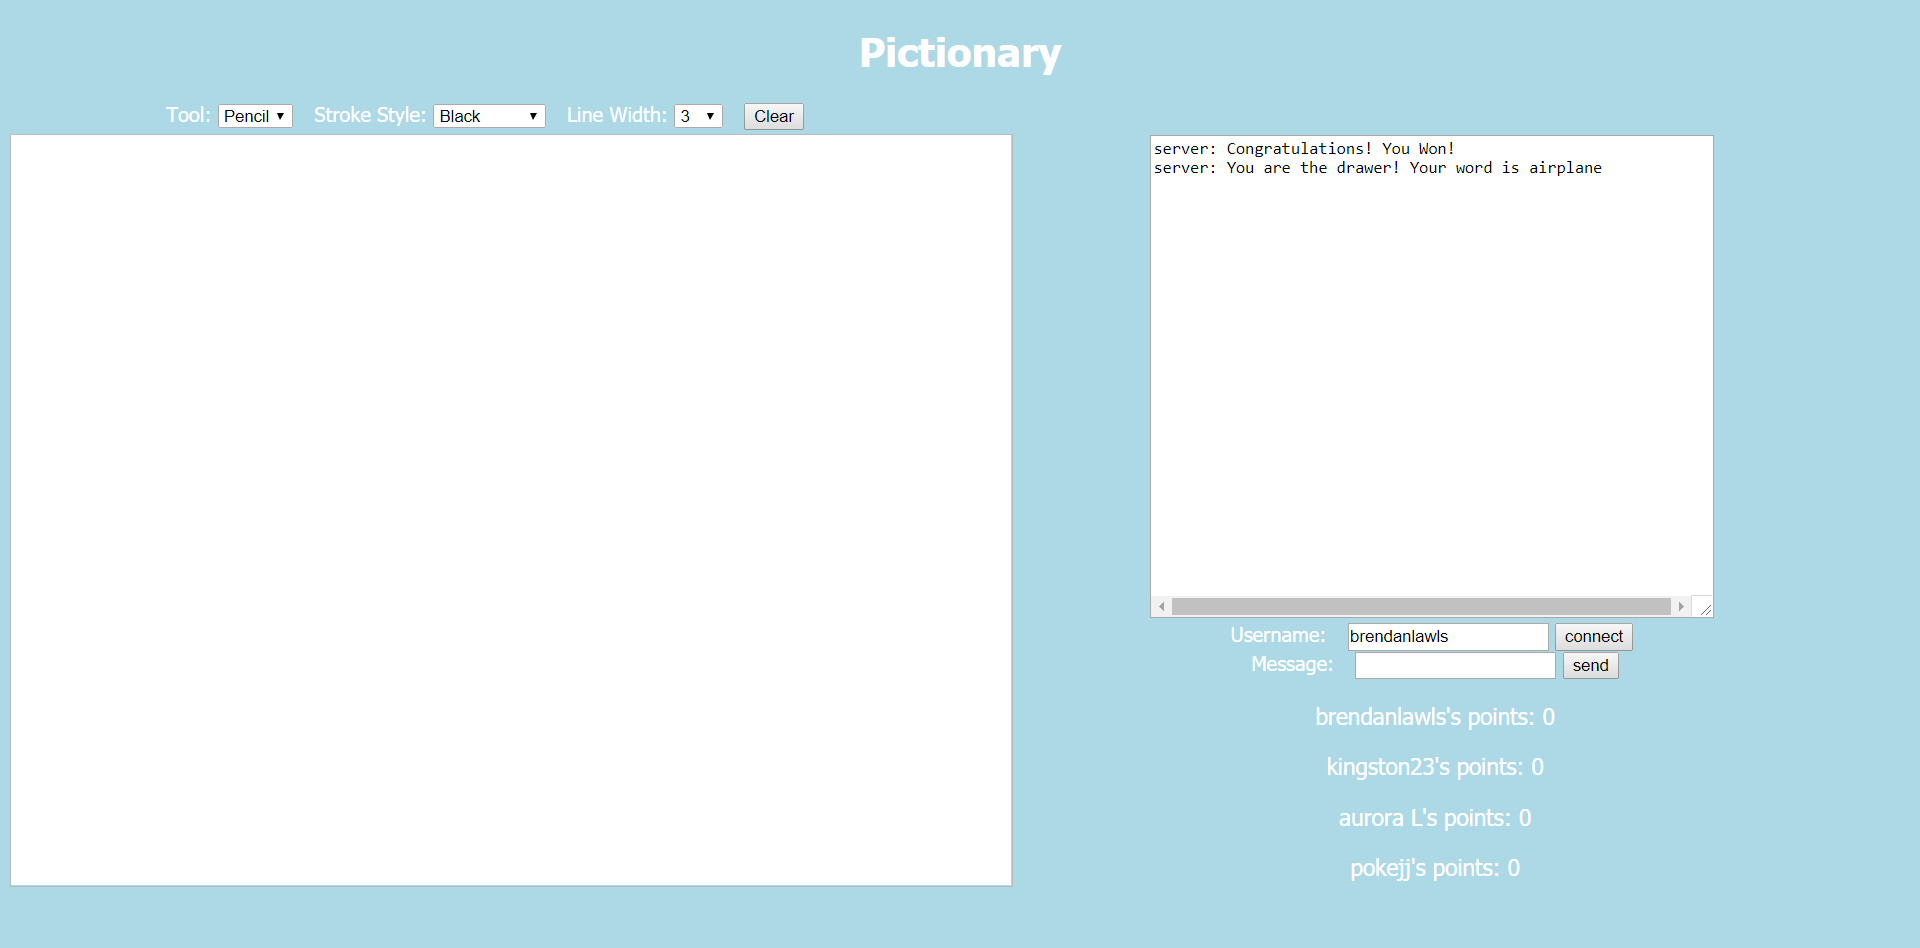 Pictionary
Tool: Pencil Stroke Style: Black Line Width: 3 Clear
server: Congratulations! You Won!
server: You are the drawer! Your word is airplane
Username: brendanlawls connect
Message: send
brendanlawls's points: 0
kingston23's points: 0
aurora L's points: 0
pokejj's points: 0